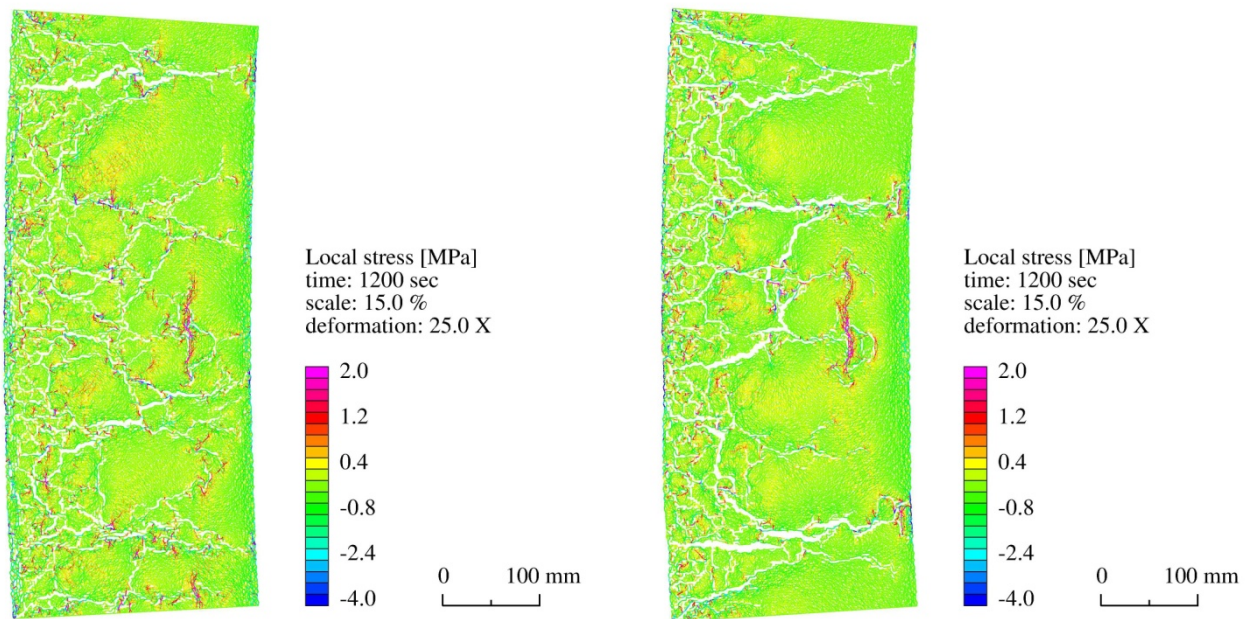 Local stress [MPa]
time: 1200 sec
scale: 15.0 %
deformation: 25.0 X
2.0
1.2
0.4
-0.8
-2.4
-4.0
0 100 mm
Local stress [MPa]
time: 1200 sec
scale: 15.0 %
deformation: 25.0 X
2.0
1.2
0.4
-0.8
-2.4
-4.0
0 100 mm